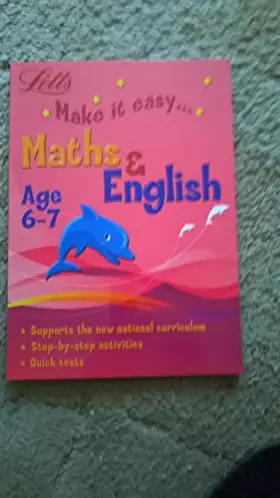 Letts
Make it easy...
Maths
&
English
Age
6-7
• Supports the new national curriculum
• Step-by-step activities
• Quick tests